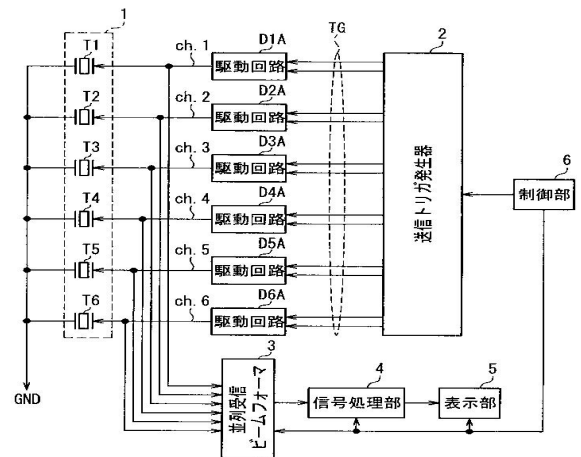 1
T1
ch. 1
D1A
駆動回路
TG
2
送信トリガ発生器
T2
ch. 2
D2A
駆動回路
T3
ch. 3
D3A
駆動回路
6
制御部
T4
ch. 4
D4A
駆動回路
T5
ch. 5
D5A
駆動回路
T6
ch. 6
D6A
駆動回路
GND
3
並列受信
ビームフォーマ
4
信号処理部
5
表示部